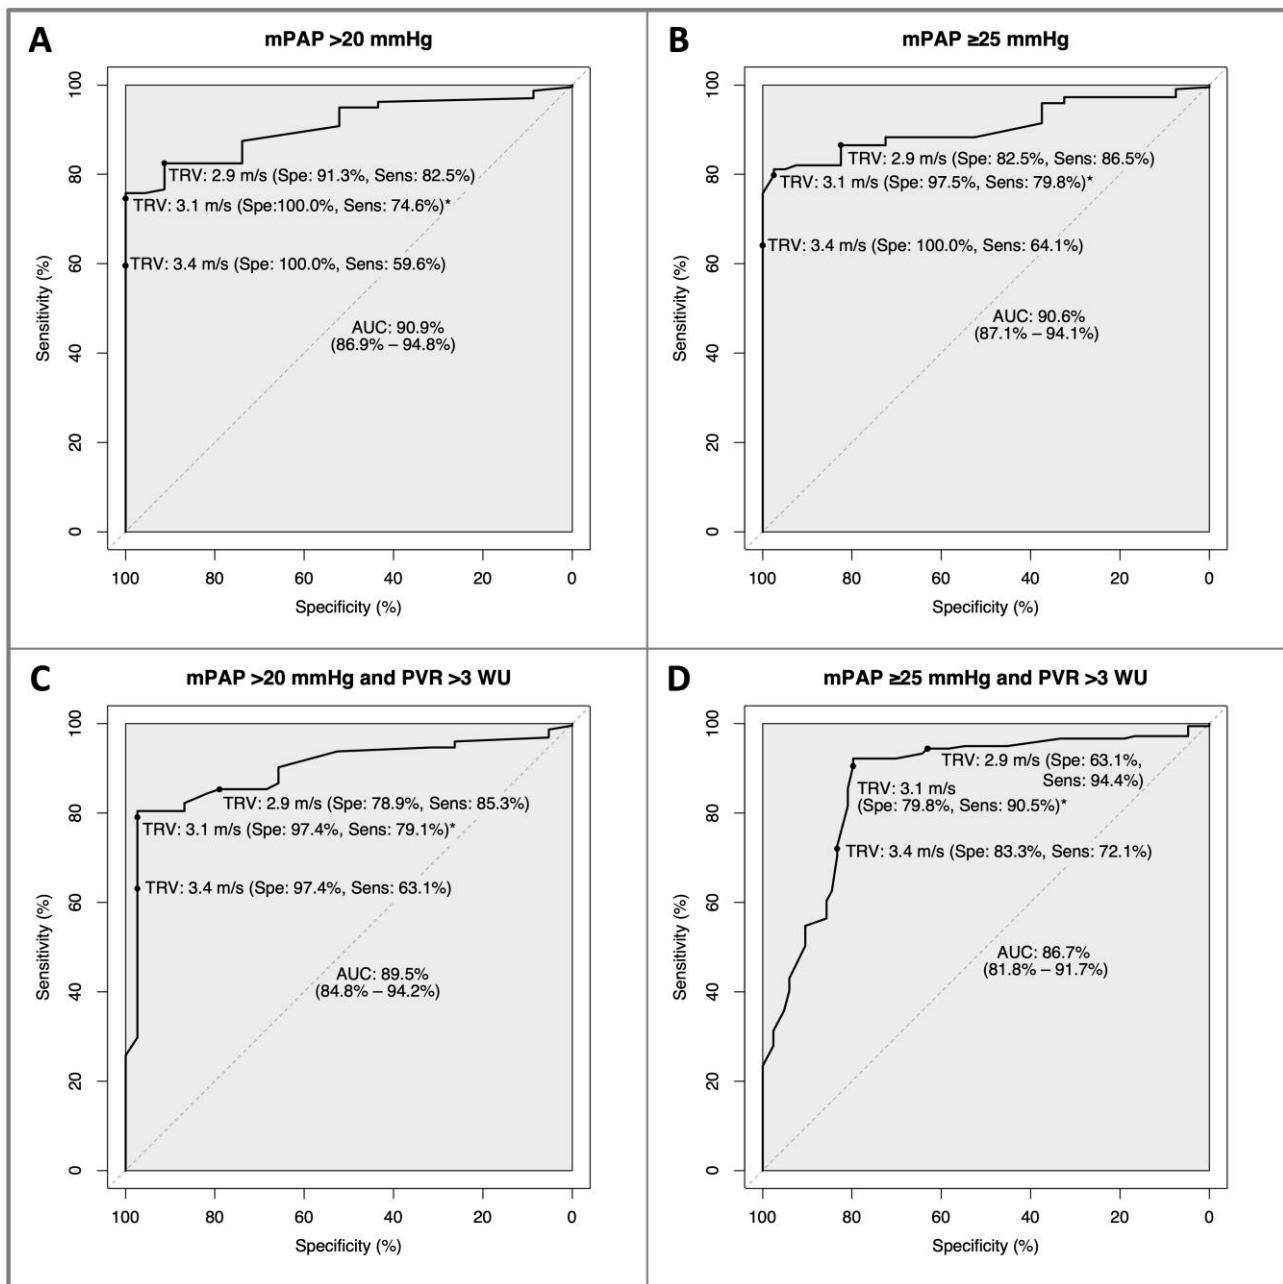 A
mPAP >20 mmHg
100
80
60
40
20
0
Sensitivity (%)
TRV: 2.9 m/s (Spe: 91.3%, Sens: 82.5%)
TRV: 3.1 m/s (Spe:100.0%, Sens: 74.6%)*
TRV: 3.4 m/s (Spe: 100.0%, Sens: 59.6%)
AUC: 90.9%
(86.9% – 94.8%)
100 80 60 40 20 0
Specificity (%)
B
mPAP ≥25 mmHg
100
80
60
40
20
0
Sensitivity (%)
TRV: 2.9 m/s (Spe: 82.5%, Sens: 86.5%)
TRV: 3.1 m/s (Spe: 97.5%, Sens: 79.8%)*
TRV: 3.4 m/s (Spe: 100.0%, Sens: 64.1%)
AUC: 90.6%
(87.1% – 94.1%)
100 80 60 40 20 0
Specificity (%)
C
mPAP >20 mmHg and PVR >3 WU
100
80
60
40
20
0
Sensitivity (%)
TRV: 2.9 m/s (Spe: 78.9%, Sens: 85.3%)
TRV: 3.1 m/s (Spe: 97.4%, Sens: 79.1%)*
TRV: 3.4 m/s (Spe: 97.4%, Sens: 63.1%)
AUC: 89.5%
(84.8% – 94.2%)
100 80 60 40 20 0
Specificity (%)
D
mPAP ≥25 mmHg and PVR >3 WU
100
80
60
40
20
0
Sensitivity (%)
TRV: 2.9 m/s (Spe: 63.1%,
Sens: 94.4%)
TRV: 3.1 m/s
(Spe: 79.8%, Sens: 90.5%)*
TRV: 3.4 m/s (Spe: 83.3%, Sens: 72.1%)
AUC: 86.7%
(81.8% – 91.7%)
100 80 60 40 20 0
Specificity (%)